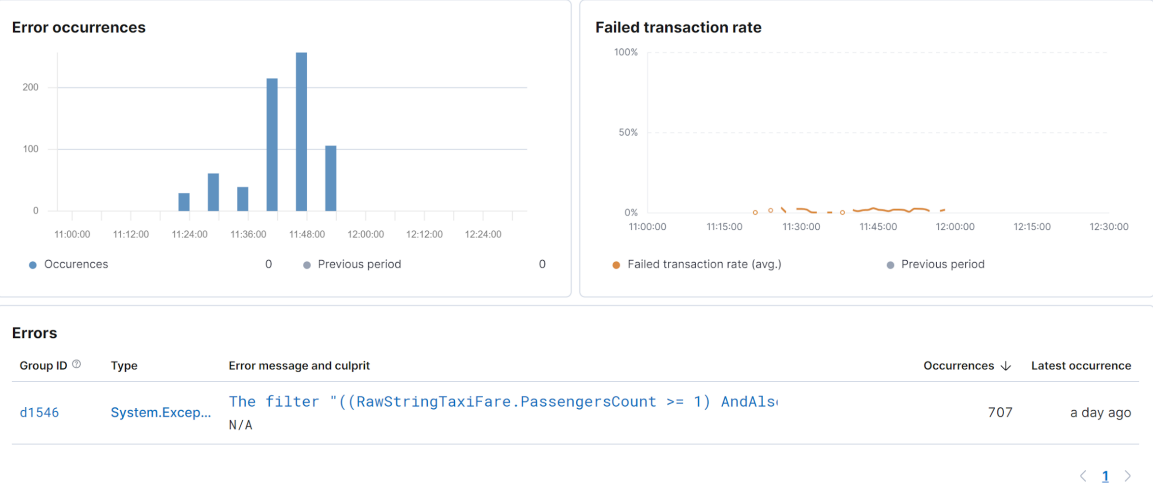 Error occurrences
200
100
0
11:00:00 11:12:00 11:24:00 11:36:00 11:48:00 12:00:00 12:12:00 12:24:00
Occurences 0 Previous period 0
Failed transaction rate
100%
50%
0%
11:00:00 11:15:00 11:30:00 11:45:00 12:00:00 12:15:00 12:30:00
Failed transaction rate (avg.) Previous period
Errors
Group ID Type Error message and culprit Occurrences Latest occurrence
d1546 System.Excep... The filter "((RawStringTaxiFare.PassengersCount >= 1) AndAlso 707 a day ago
N/A
1